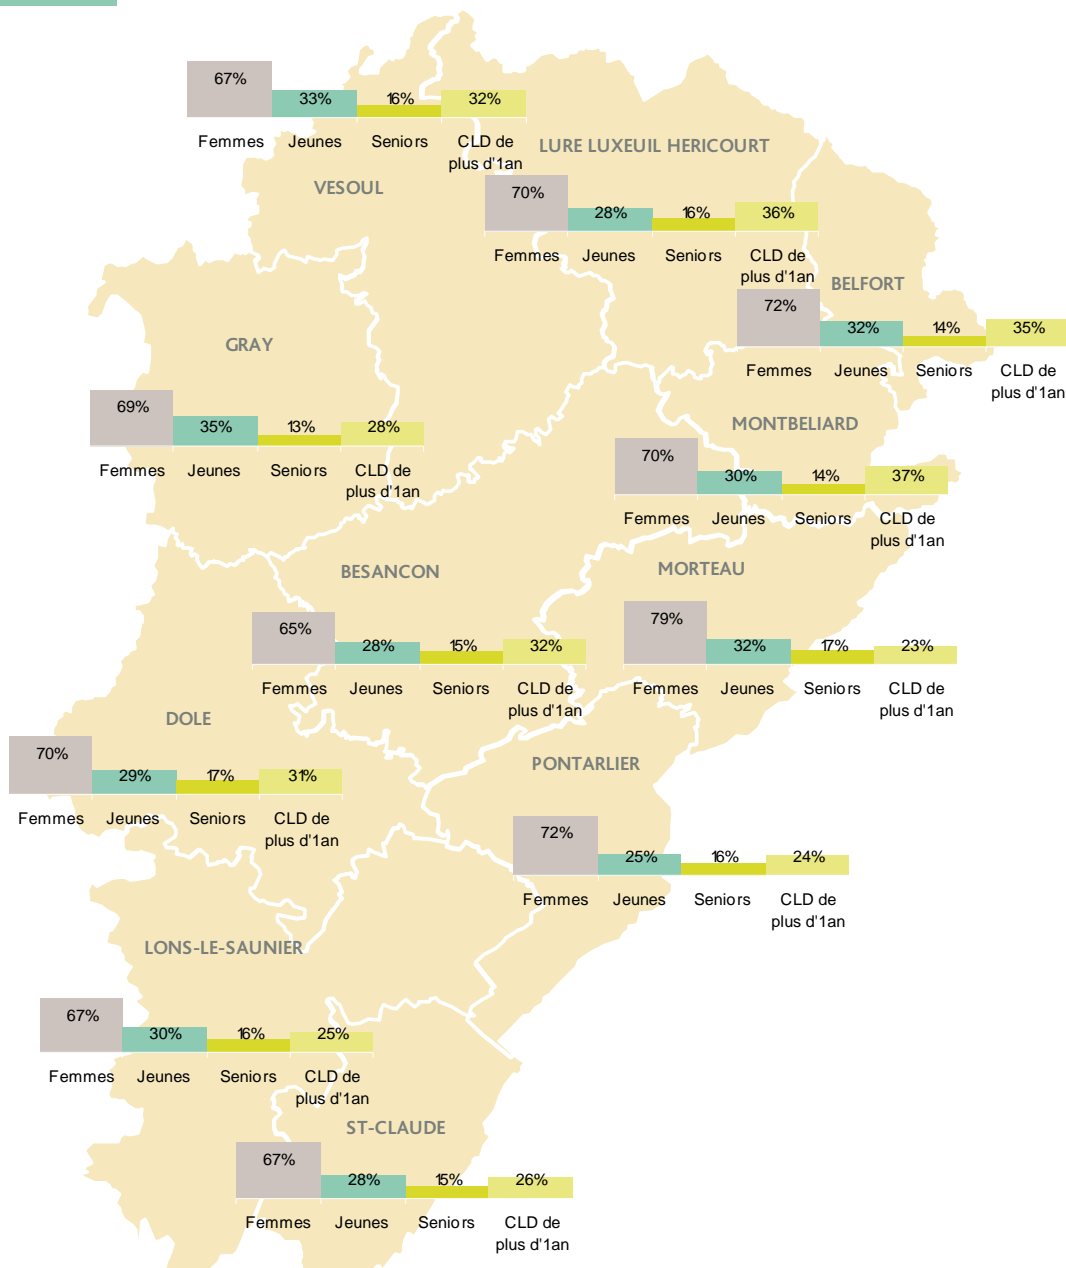 67%
33%
16%
32%
Femmes Jeunes Seniors CLD de
plus d'1an
VESOUL
LURE LUXEUIL HERICOURT
70%
28%
16%
36%
Femmes Jeunes Seniors CLD de
plus d'1an
BELFORT
72%
32%
14%
35%
Femmes Jeunes Seniors CLD de
plus d'1an
GRAY
69%
35%
13%
28%
Femmes Jeunes Seniors CLD de
plus d'1an
MONTBELIARD
70%
30%
14%
37%
Femmes Jeunes Seniors CLD de
plus d'1an
BESANCON
65%
28%
15%
32%
Femmes Jeunes Seniors CLD de
plus d'1an
MORTEAU
79%
32%
17%
23%
Femmes Jeunes Seniors CLD de
plus d'1an
DOLE
70%
29%
17%
31%
Femmes Jeunes Seniors CLD de
plus d'1an
PONTARLIER
72%
25%
16%
24%
Femmes Jeunes Seniors CLD de
plus d'1an
LONS-LE-SAUNIER
67%
30%
16%
25%
Femmes Jeunes Seniors CLD de
plus d'1an
ST-CLAUDE
67%
28%
15%
26%
Femmes Jeunes Seniors CLD de
plus d'1an